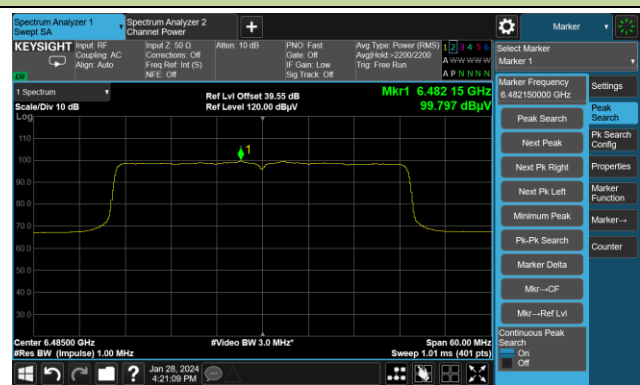 Spectrum Analyzer 1
Swept SA
Spectrum Analyzer 2
Channel Power
Marker
KEYSIGHT
Input: RF
Coupling: AC
Align: Auto
Input Z: 50 Ω
Corrections: Off
Freq Ref: Int (S)
NFE: Off
Atten: 10 dB
PNO: Fast
Gate: Off
IF Gain: Low
Sig Track: Off
Avg Type: Power (RMS)
Avg|Hold:>2200/2200
Trig: Free Run
1 2 3 4 5 6
A W W W W W
A P N N N N
LW
Select Marker
Marker 1
1 Spectrum
Scale/Div 10 dB
Log
Ref Lvl Offset 39.55 dB
Ref Level 120.00 dBµV
Mkr1 6.482 15 GHz
99.797 dBµV
110
100
90.0
80.0
70.0
60.0
50.0
40.0
30.0
1
Center 6.48500 GHz
#Res BW (Impulse) 1.00 MHz
#Video BW 3.0 MHz*
Span 60.00 MHz
Sweep 1.01 ms (401 pts)
Marker Frequency
6.482150000 GHz
Peak Search
Next Peak
Next Pk Right
Next Pk Left
Minimum Peak
Pk-Pk Search
Marker Delta
Mkr→CF
Mkr→Ref Lvl
Continuous Peak
Search
On
Off
Settings
Peak
Search
Pk Search
Config
Properties
Marker
Function
Marker→
Counter
?
Jan 28, 2024
4:21:09 PM